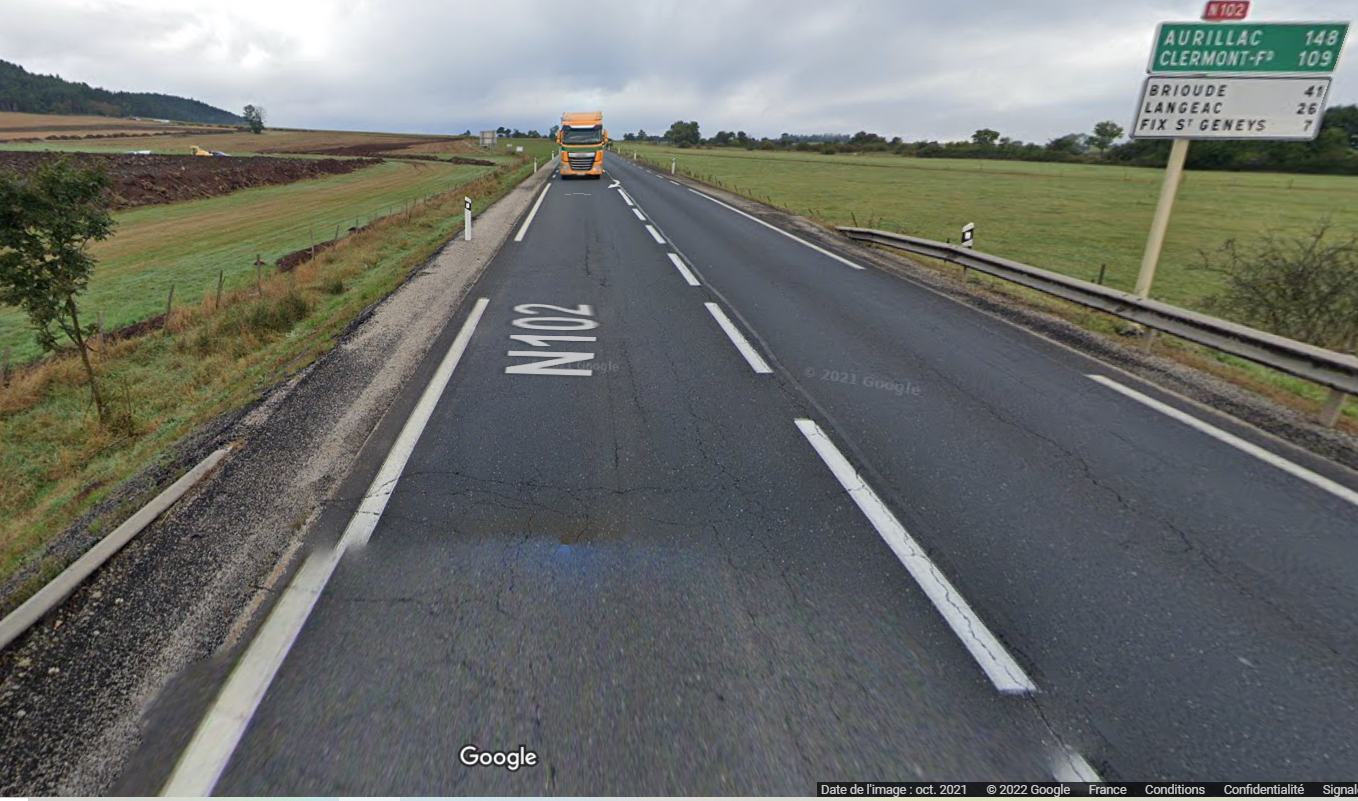 N102
AURILLAC 148
CLERMONT-Fᴰ 109
BRIOUDE 41
LANGEAC 26
FIX Sᵀ GENEYS 7
N102
Google
© 2021 Google
Google
Date de l'image : oct. 2021 © 2022 Google France Conditions Confidentialité Signal